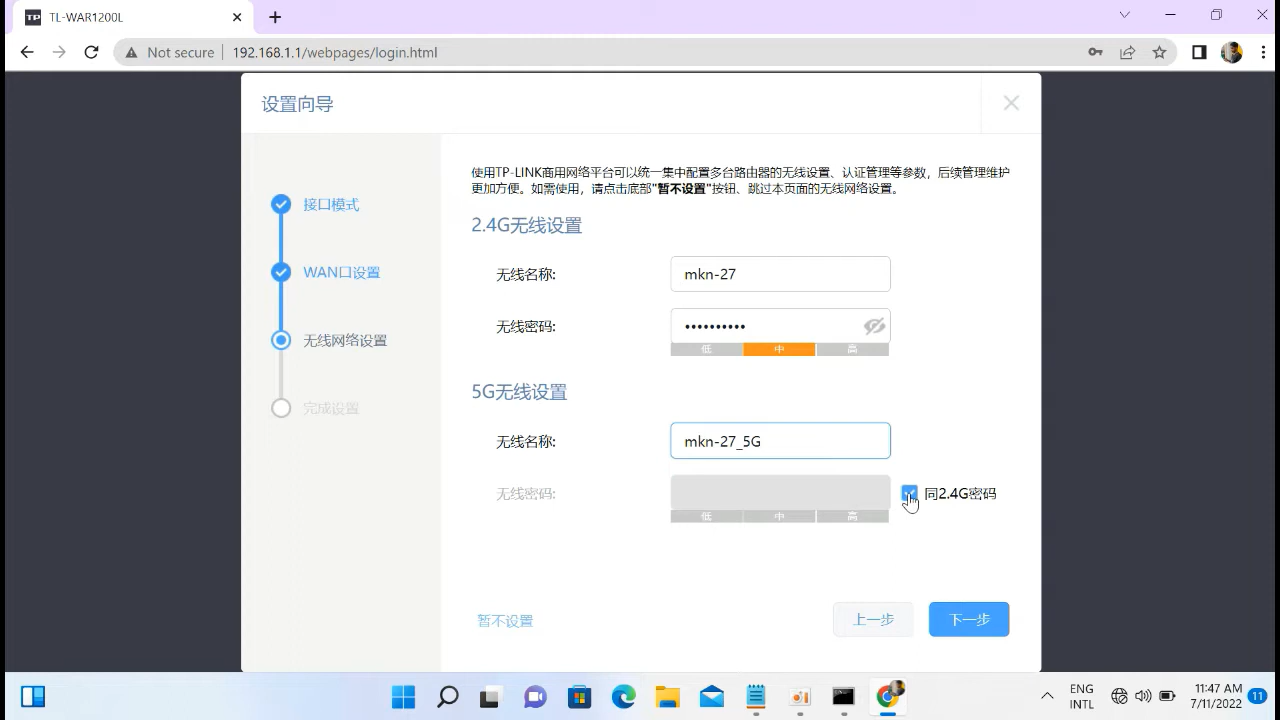 TP TL-WAR1200L
Not secure 192.168.1.1/webpages/login.html
设置向导
使用TP-LINK商用网络平台可以统一集中配置多台路由器的无线设置、认证管理等参数，后续管理维护
更加方便。如需使用，请点击底部"暂不设置"按钮、跳过本页面的无线网络设置。
接口模式
WAN口设置
无线网络设置
完成设置
2.4G无线设置
无线名称: mkn-27
无线密码: ••••••••••
低 中 高
5G无线设置
无线名称: mkn-27_5G
无线密码: 同2.4G密码
低 中 高
暂不设置 上一步 下一步
ENG
INTL
11:47 AM
7/11/2022
11